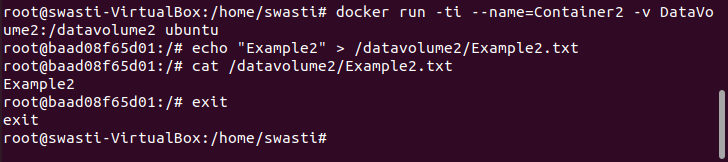 root@swasti-VirtualBox:/home/swasti# docker run -ti --name=Container2 -v DataVo
ume2:/datavolume2 ubuntu
root@baad08f65d01:/# echo "Example2" > /datavolume2/Example2.txt
root@baad08f65d01:/# cat /datavolume2/Example2.txt
Example2
root@baad08f65d01:/# exit
exit
root@swasti-VirtualBox:/home/swasti#